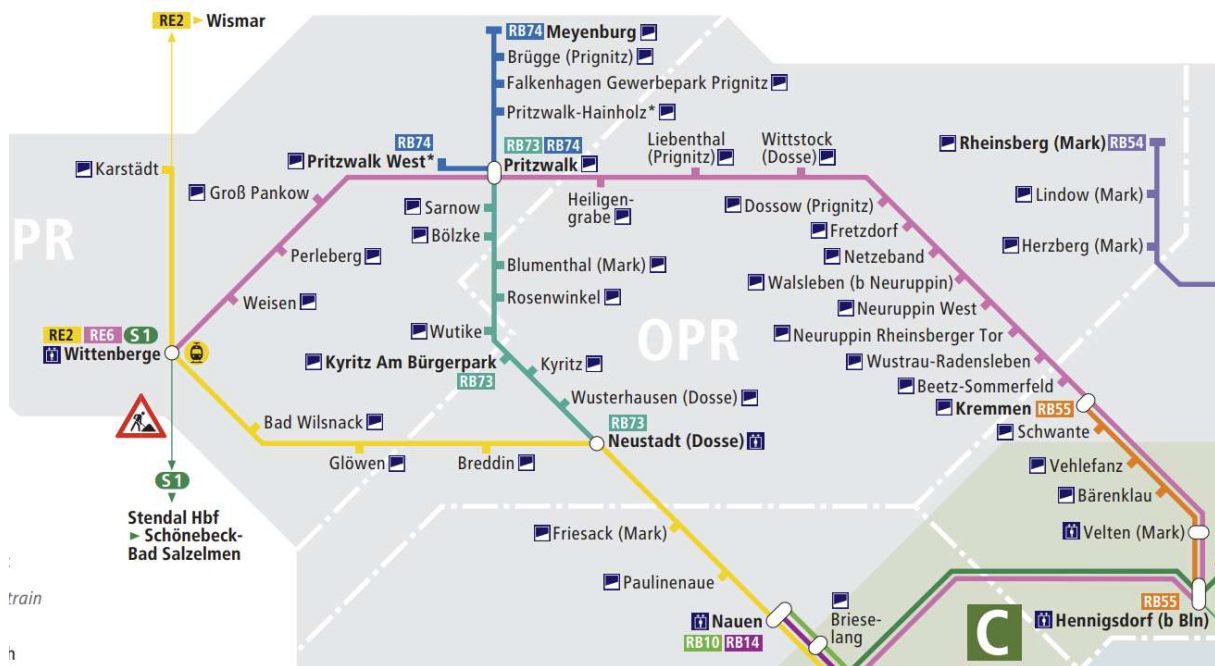 RE2 ► Wismar
RB74 Meyenburg
Brügge (Prignitz)
Falkenhagen Gewerbepark Prignitz
Pritzwalk-Hainholz*
RB74
Pritzwalk West*
RB73 RB74
Pritzwalk
Liebenthal
(Prignitz)
Wittstock
(Dosse)
Rheinsberg (Mark) RB54
Karstädt
Groß Pankow
Sarnow
Heiligen-
grabe
Dossow (Prignitz)
Lindow (Mark)
PR
Bölzke
Fretzdorf
Herzberg (Mark)
Perleberg
Blumenthal (Mark)
Netzeband
Walsleben (b Neuruppin)
Weisen
Rosenwinkel
Neuruppin West
OPR
RE2 RE6 S1
Wittenberge
Wutike
Neuruppin Rheinsberger Tor
Kyritz Am Bürgerpark
RB73
Kyritz
Wustrau-Radensleben
Beetz-Sommerfeld
Wusterhausen (Dosse)
Kremmen RB55
Bad Wilsnack
RB73
Neustadt (Dosse)
Schwante
Glöwen
Breddin
Vehlefanz
S1
Bärenklau
Stendal Hbf
► Schönebeck-
Bad Salzelmen
Friesack (Mark)
Velten (Mark)
train
Paulinenaue
RB55
Hennigsdorf (b Bln)
Nauen
RB10 RB14
Briese-
lang
C
h